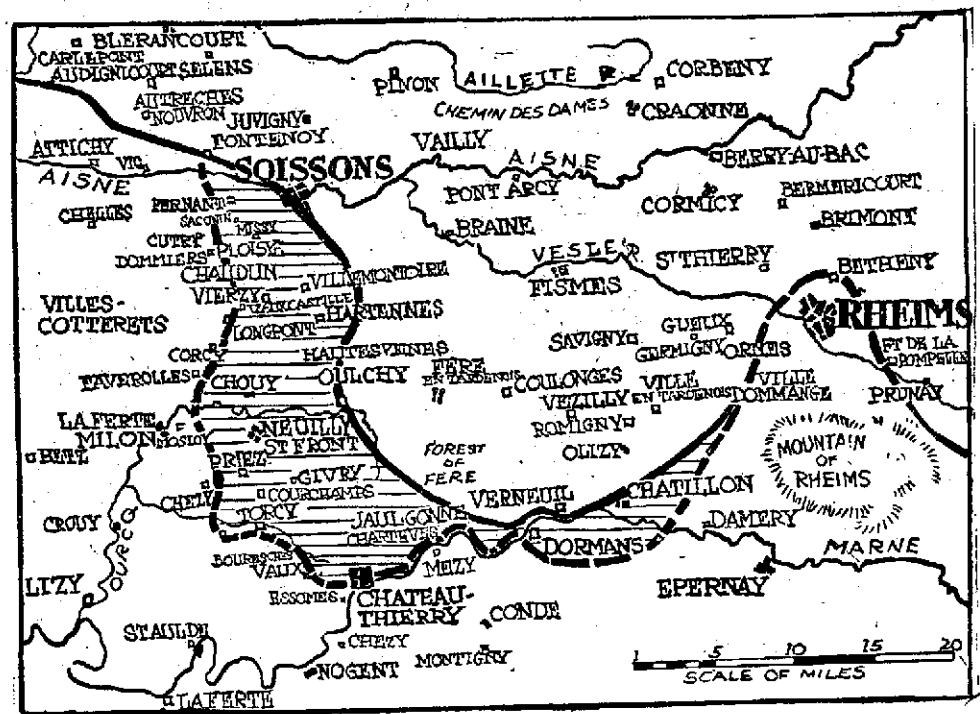 BLERANCOURT
CARLEPONT
AUDIGNICOURT
SELENS
AUTRECHES
NOUVRON
JUVIGNY
FONTENOY
PINON
AILLETTE R
CORBENY
CHEMIN DES DAMES
CRAONNE
ATTICHY
VIC
AISNE
SOISSONS
VAILLY
AISNE
BERRY-AU-BAC
PONT ARCY
CHELLES
PERNANT
SACONIN
MISSY
CUTRY
PLOISY
DOMMIERS
CHAUDUN
BRAINE
CORMICY
BERMERICOURT
BRIMONT
VESLE R
ST THIERRY
BETHENY
VIERZY
VILLEMONTOIRE
FISMES
VILLES-
COTTERETS
HARTENNES
LONGPONT
RHEIMS
SAVIGNY
GUEUX
GERMIGNY
ORMES
FT DE LA
POMPELLE
CORCY
HAUTESVEINES
FAVEROLLES
CHOUY
OULCHY
FERE
EN TARDENOIS
COULONGES
VILLE
EN TARDENOIS
VILLE
DOMMANGE
PRUNAY
VEZILLY
ROMIGNY
LA FERTE
MILON
MOSLOY
NEUILLY
ST FRONT
BETZ
PRIEZ
GIVRY
FOREST
OF
FERE
OLIZY
MOUNTAIN
OF
RHEIMS
CHEZY
COURCHAMPS
TORCY
VERNEUIL
CHATILLON
CROUY
OURCQ
JAULGONNE
CHARTEVES
DORMANS
DAMERY
MARNE
BOURESCHES
VAUX
MEZY
LIZY
ESSOMES
CHATEAU-
THIERRY
EPERNAY
CONDE
ST AULDE
CHEZY
MONTIGNY
NOGENT
LA FERTE
1 5 10 15 20
SCALE OF MILES